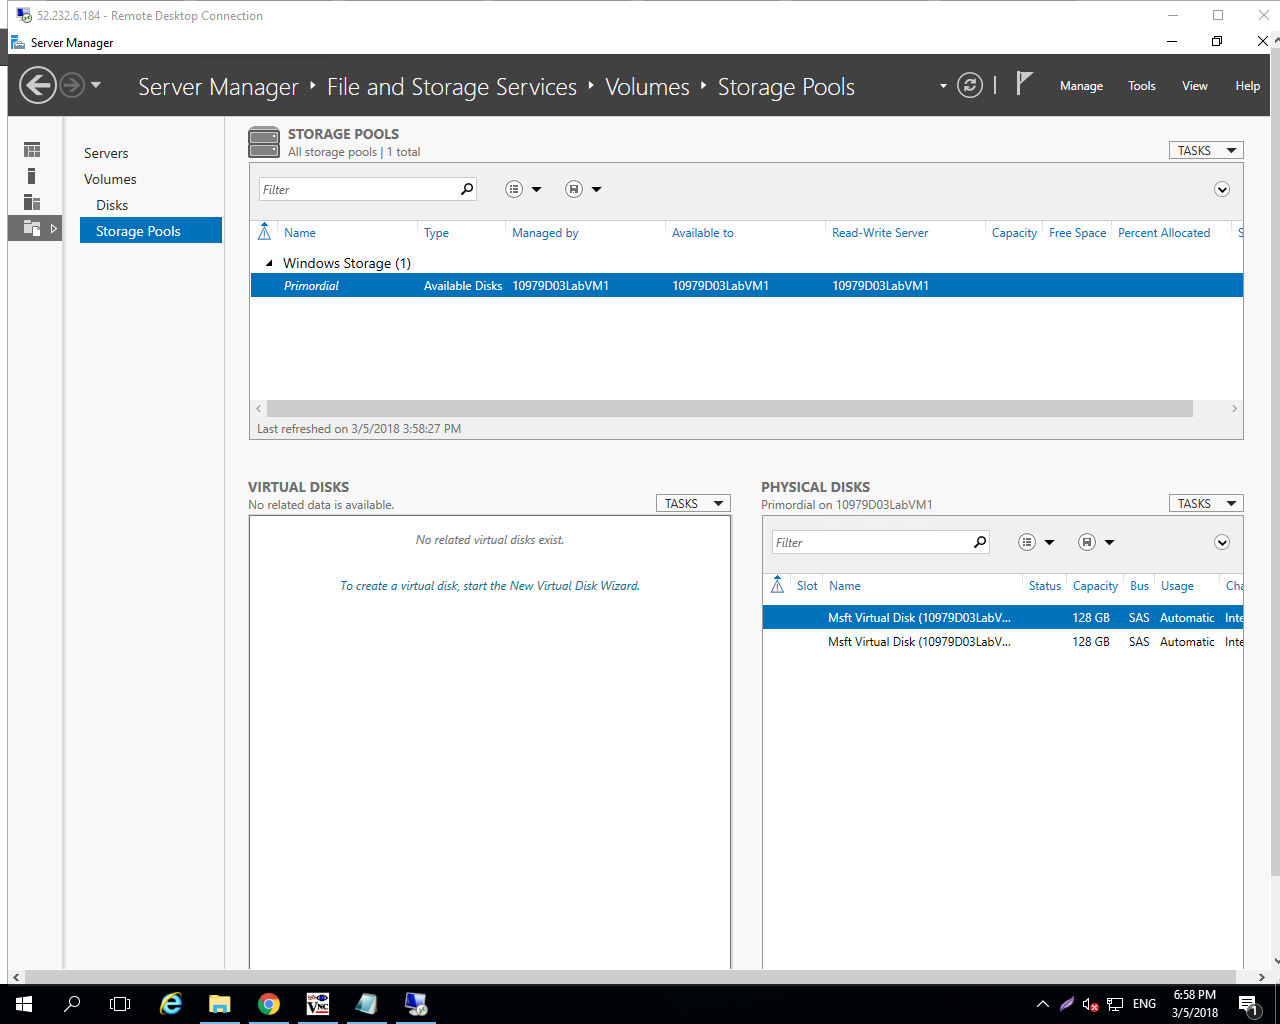 52.232.6.184 - Remote Desktop Connection
Server Manager
Server Manager File and Storage Services Volumes Storage Pools Manage Tools View Help
Servers
Volumes
Disks
Storage Pools
STORAGE POOLS
All storage pools | 1 total
TASKS
Filter
Name Type Managed by Available to Read-Write Server Capacity Free Space Percent Allocated S
Windows Storage (1)
Primordial Available Disks 10979D03LabVM1 10979D03LabVM1 10979D03LabVM1
Last refreshed on 3/5/2018 3:58:27 PM
VIRTUAL DISKS
No related data is available.
TASKS
No related virtual disks exist.
To create a virtual disk, start the New Virtual Disk Wizard.
PHYSICAL DISKS
Primordial on 10979D03LabVM1
TASKS
Filter
Slot Name Status Capacity Bus Usage Cha
Msft Virtual Disk (10979D03LabV... 128 GB SAS Automatic Inte
Msft Virtual Disk (10979D03LabV... 128 GB SAS Automatic Inte
VNC
ENG
6:58 PM
3/5/2018
1